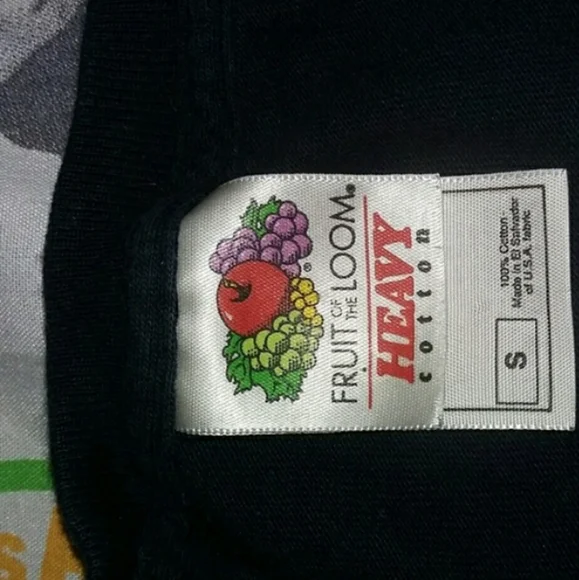 FRUIT OF THE LOOM®
HEAVY
cotton
S
100% Cotton
Made in El Salvador
of U.S.A. fabric